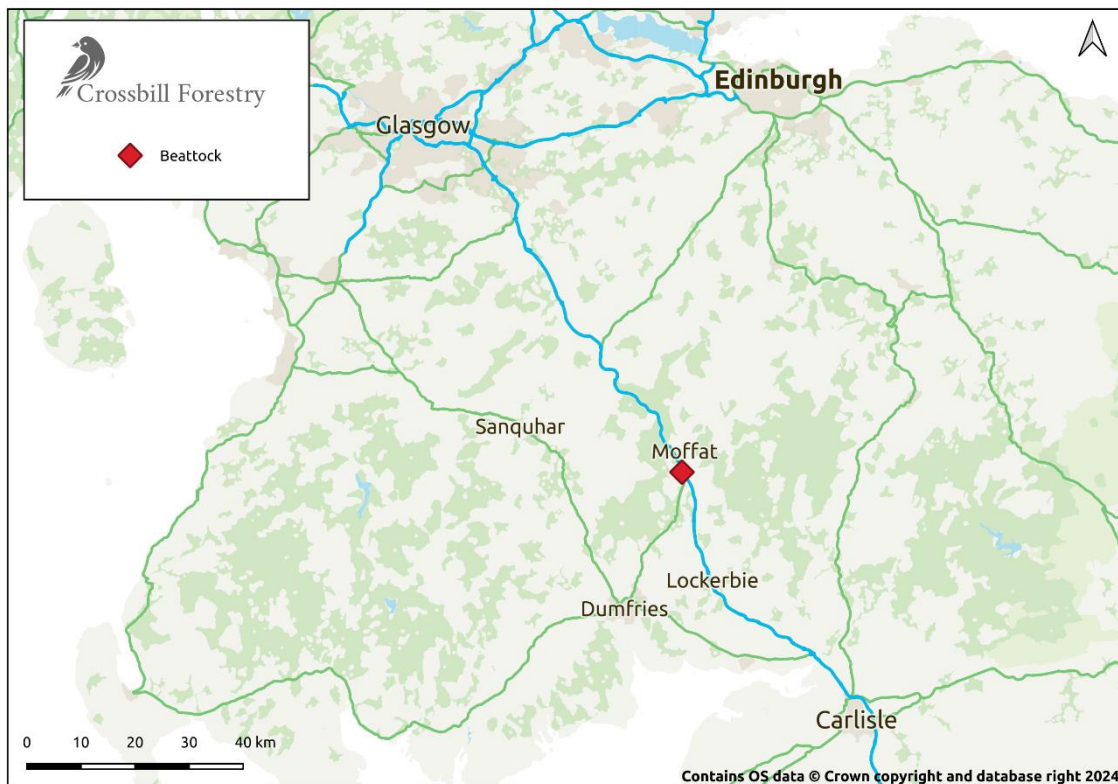 Crossbill Forestry
Beattock
Edinburgh
Glasgow
Sanquhar
Moffat
Lockerbie
Dumfries
Carlisle
0 10 20 30 40 km
Contains OS data © Crown copyright and database right 2024